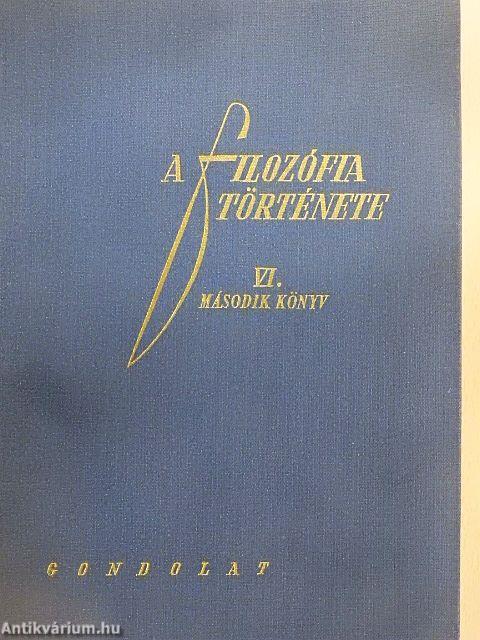 A FILOZÓFIA
TÖRTÉNETE
VI.
MÁSODIK KÖNYV
GONDOLAT
Antikvárium.hu